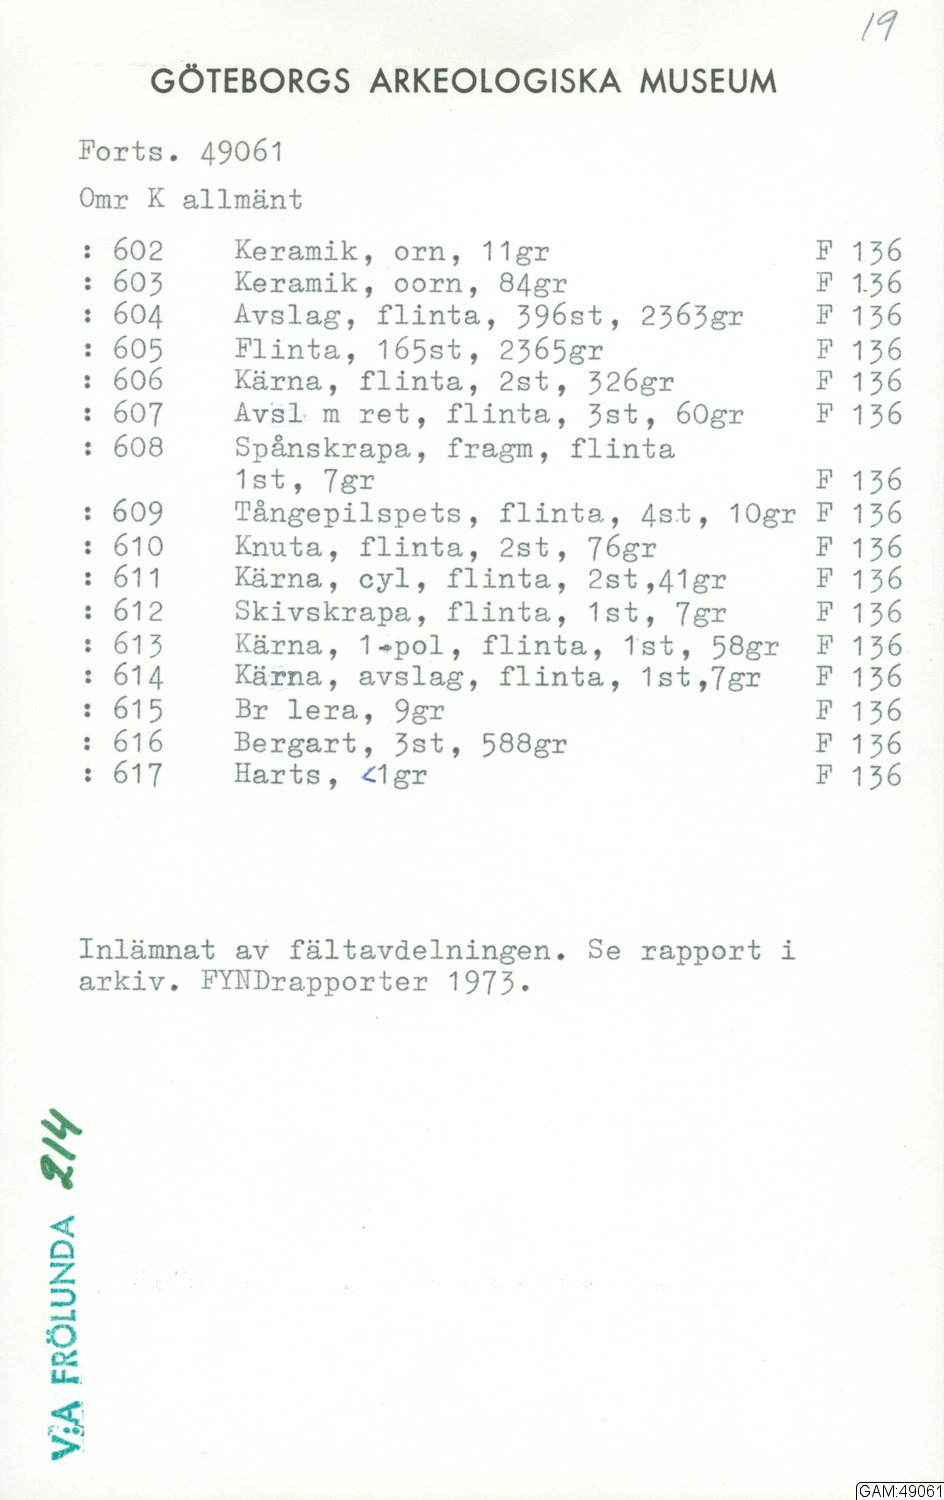 19
GÖTEBORGS ARKEOLOGISKA MUSEUM
Forts. 49061
Omr K allmänt
: 602 Keramik, orn, 11gr F 136
: 603 Keramik, oorn, 84gr F 136
: 604 Avslag, flinta, 396st, 2363gr F 136
: 605 Flinta, 165st, 2365gr F 136
: 606 Kärna, flinta, 2st, 326gr F 136
: 607 Avsl m ret, flinta, 3st, 60gr F 136
: 608 Spånskrapa, fragm, flinta
1st, 7gr F 136
: 609 Tångepilspets, flinta, 4st, 10gr F 136
: 610 Knuta, flinta, 2st, 76gr F 136
: 611 Kärna, cyl, flinta, 2st,41gr F 136
: 612 Skivskrapa, flinta, 1st, 7gr F 136
: 613 Kärna, 1-pol, flinta, 1st, 58gr F 136
: 614 Kärna, avslag, flinta, 1st,7gr F 136
: 615 Br lera, 9gr F 136
: 616 Bergart, 3st, 588gr F 136
: 617 Harts, <1gr F 136
Inlämnat av fältavdelningen. Se rapport i
arkiv. FYNDrapporter 1973.
V:A FRÖLUNDA 214
GAM:49061